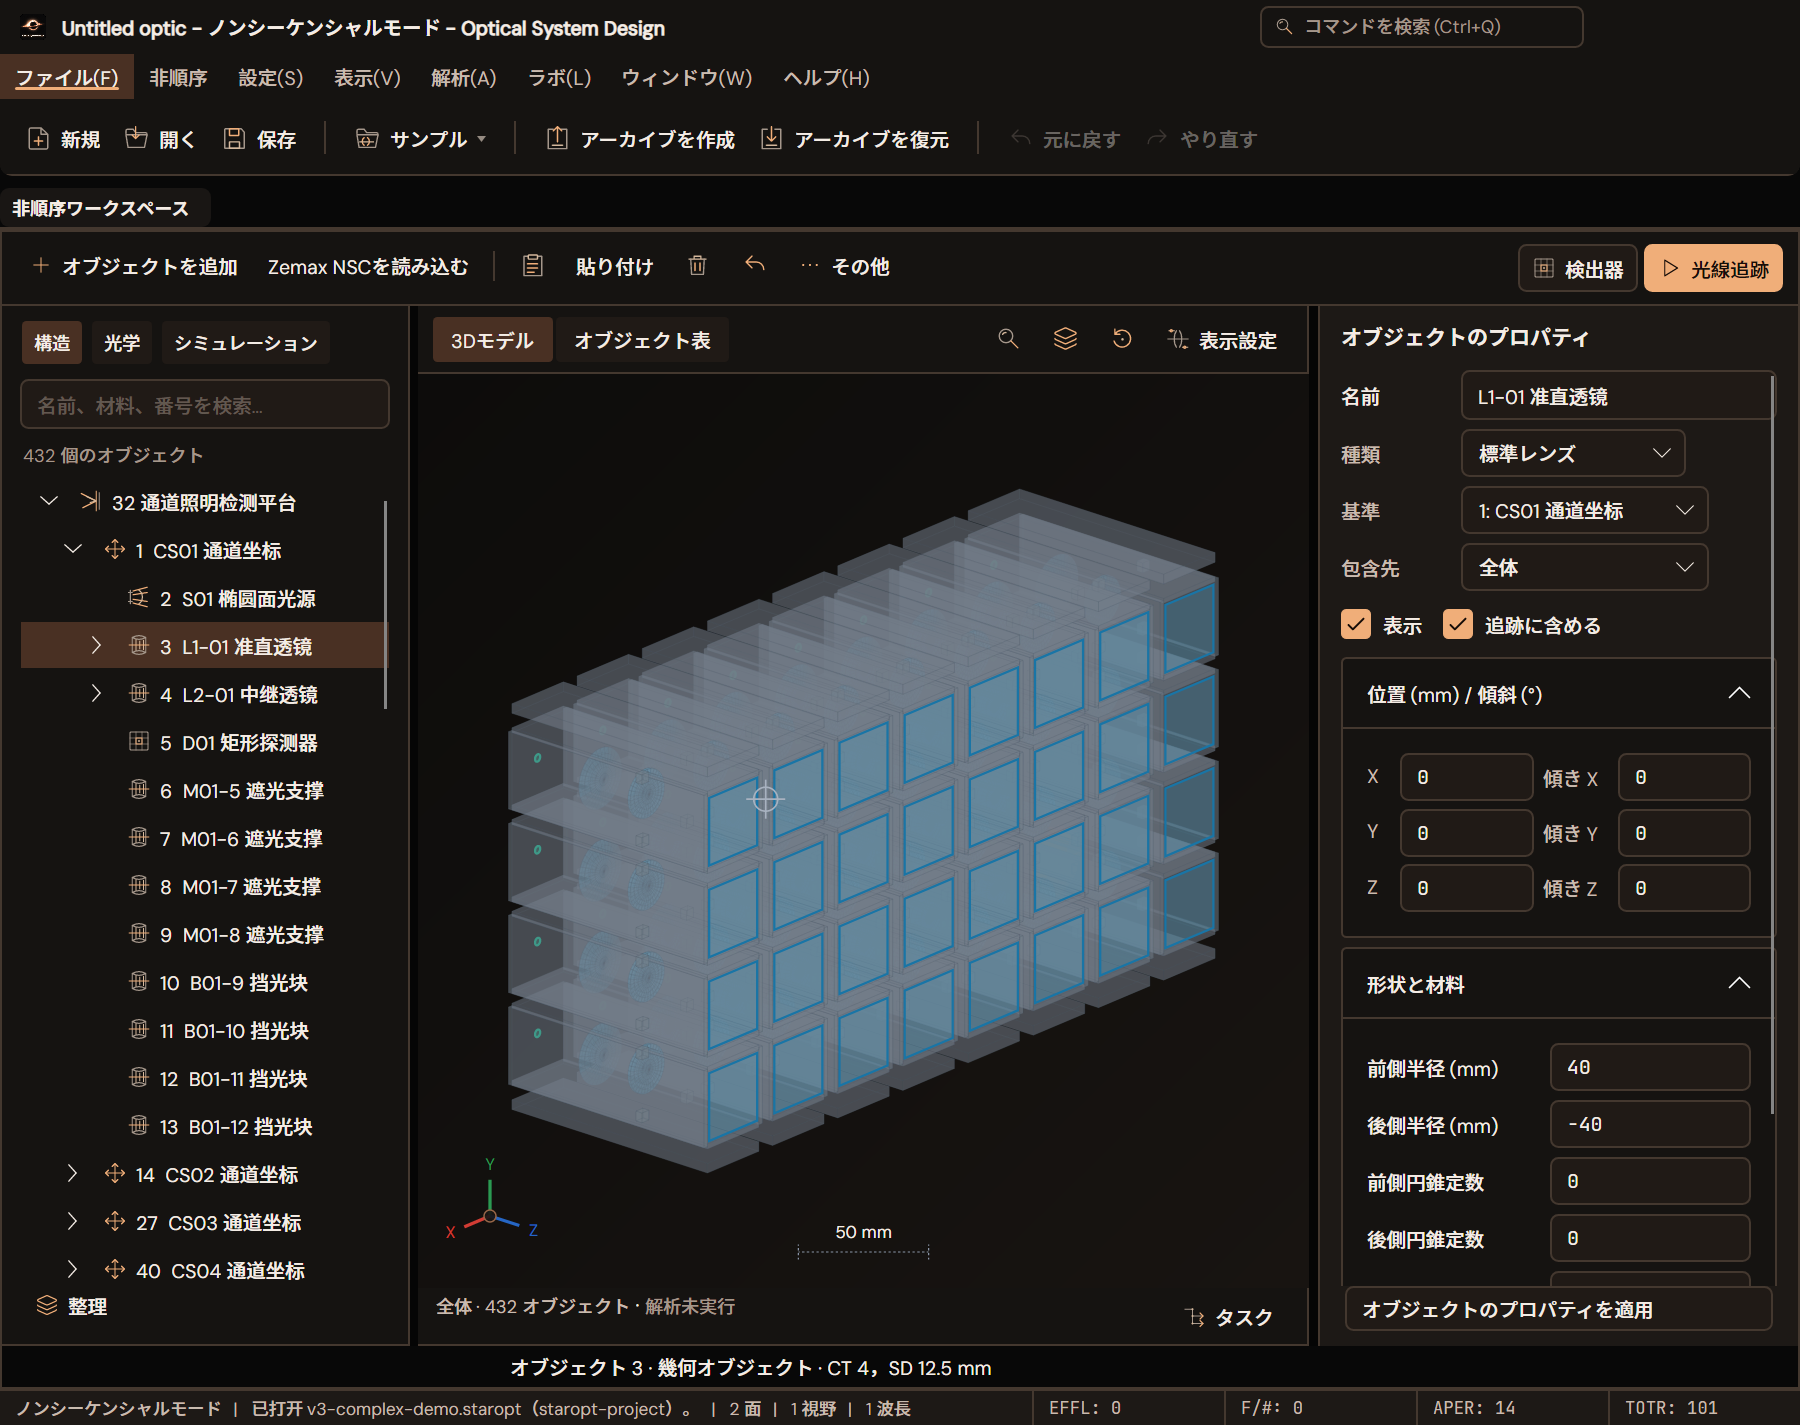 Untitled optic – ノンシーケンシャルモード – Optical System Design
コマンドを検索 (Ctrl+Q)
ファイル(F) 非順序 設定(S) 表示(V) 解析(A) ラボ(L) ウィンドウ(W) ヘルプ(H)
新規 開く 保存 サンプル アーカイブを作成 アーカイブを復元 元に戻す やり直す
非順序ワークスペース
オブジェクトを追加 Zemax NSCを読み込む 貼り付け ··· その他 検出器 光線追跡
構造 光学 シミュレーション
名前、材料、番号を検索...
432 個のオブジェクト
32 通道照明检测平台
1 CS01 通道坐标
2 S01 椭圆面光源
3 L1-01 准直透镜
4 L2-01 中继透镜
5 D01 矩形探测器
6 M01-5 遮光支撑
7 M01-6 遮光支撑
8 M01-7 遮光支撑
9 M01-8 遮光支撑
10 B01-9 挡光块
11 B01-10 挡光块
12 B01-11 挡光块
13 B01-12 挡光块
14 CS02 通道坐标
27 CS03 通道坐标
40 CS04 通道坐标
整理
3Dモデル オブジェクト表 表示設定
Y
X
Z
50 mm
全体 · 432 オブジェクト · 解析未実行
タスク
オブジェクトのプロパティ
名前 L1-01 准直透镜
種類 標準レンズ
基準 1: CS01 通道坐标
包含先 全体
表示 追跡に含める
位置 (mm) / 傾斜 (°)
X 0 傾き X 0
Y 0 傾き Y 0
Z 0 傾き Z 0
形状と材料
前側半径 (mm) 40
後側半径 (mm) -40
前側円錐定数 0
後側円錐定数 0
オブジェクトのプロパティを適用
オブジェクト 3 · 幾何オブジェクト · CT 4，SD 12.5 mm
ノンシーケンシャルモード | 已打开 v3-complex-demo.staropt（staropt-project）。 | 2 面 | 1 視野 | 1 波長
EFFL: 0 F/#: 0 APER: 14 TOTR: 101